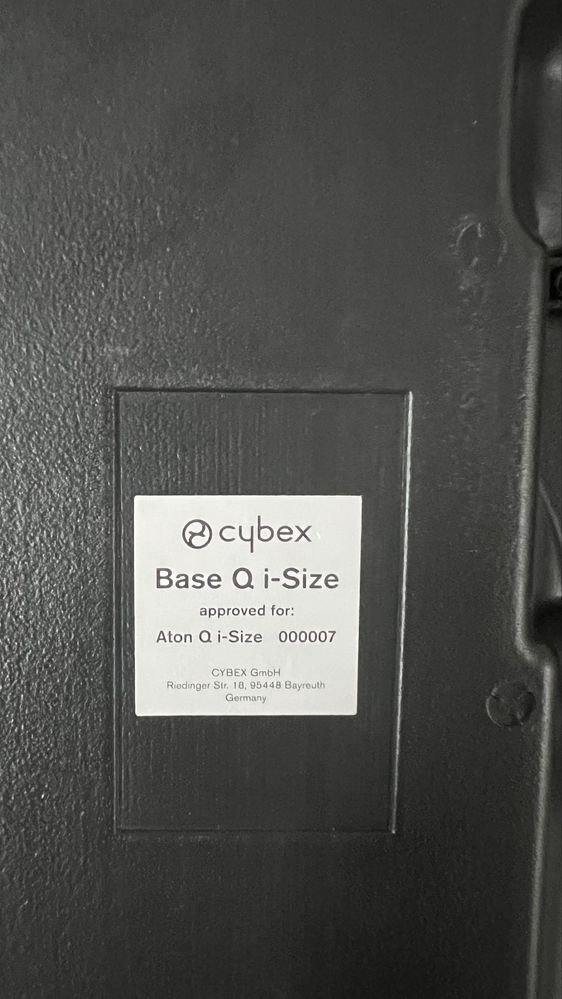 cybex
Base Q i-Size
approved for:
Aton Q i-Size 000007
CYBEX GmbH
Riedinger Str. 18, 95448 Bayreuth
Germany